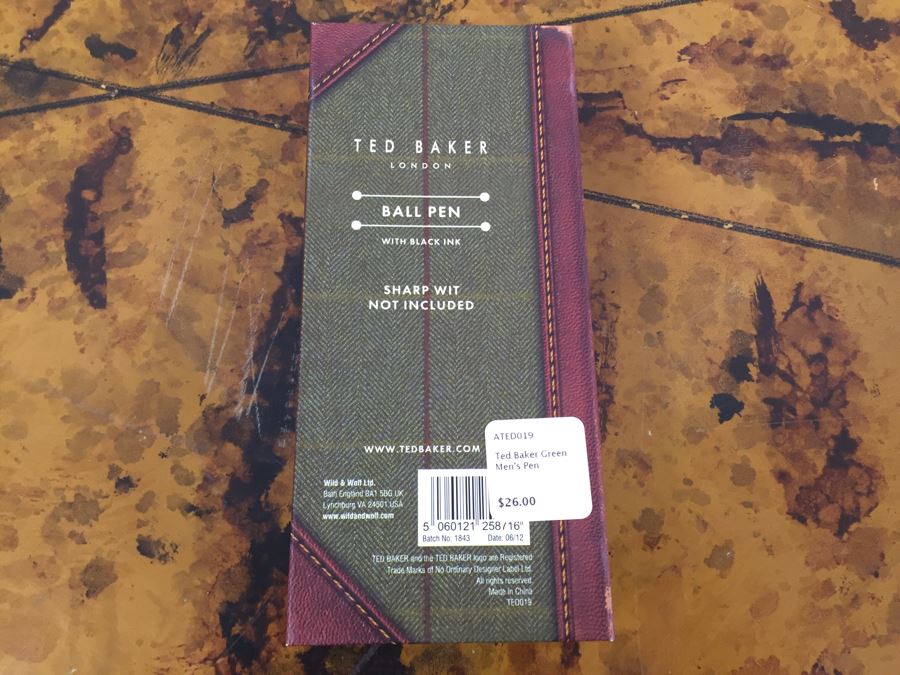 TED BAKER
LONDON
BALL PEN
WITH BLACK INK
SHARP WIT
NOT INCLUDED
WWW.TEDBAKER.COM
ATED019
Ted Baker Green
Men's Pen
$26.00
Wild & Wolf Ltd.
Bath England BA1 5BG UK
Lynchburg VA 24501 USA
www.wildandwolf.com
5 060121 258716
Batch No: 1843 Date: 06/12
TED BAKER and the TED BAKER logo are Registered
Trade Marks of No Ordinary Designer Label Ltd.
All rights reserved.
Made in China
TED019